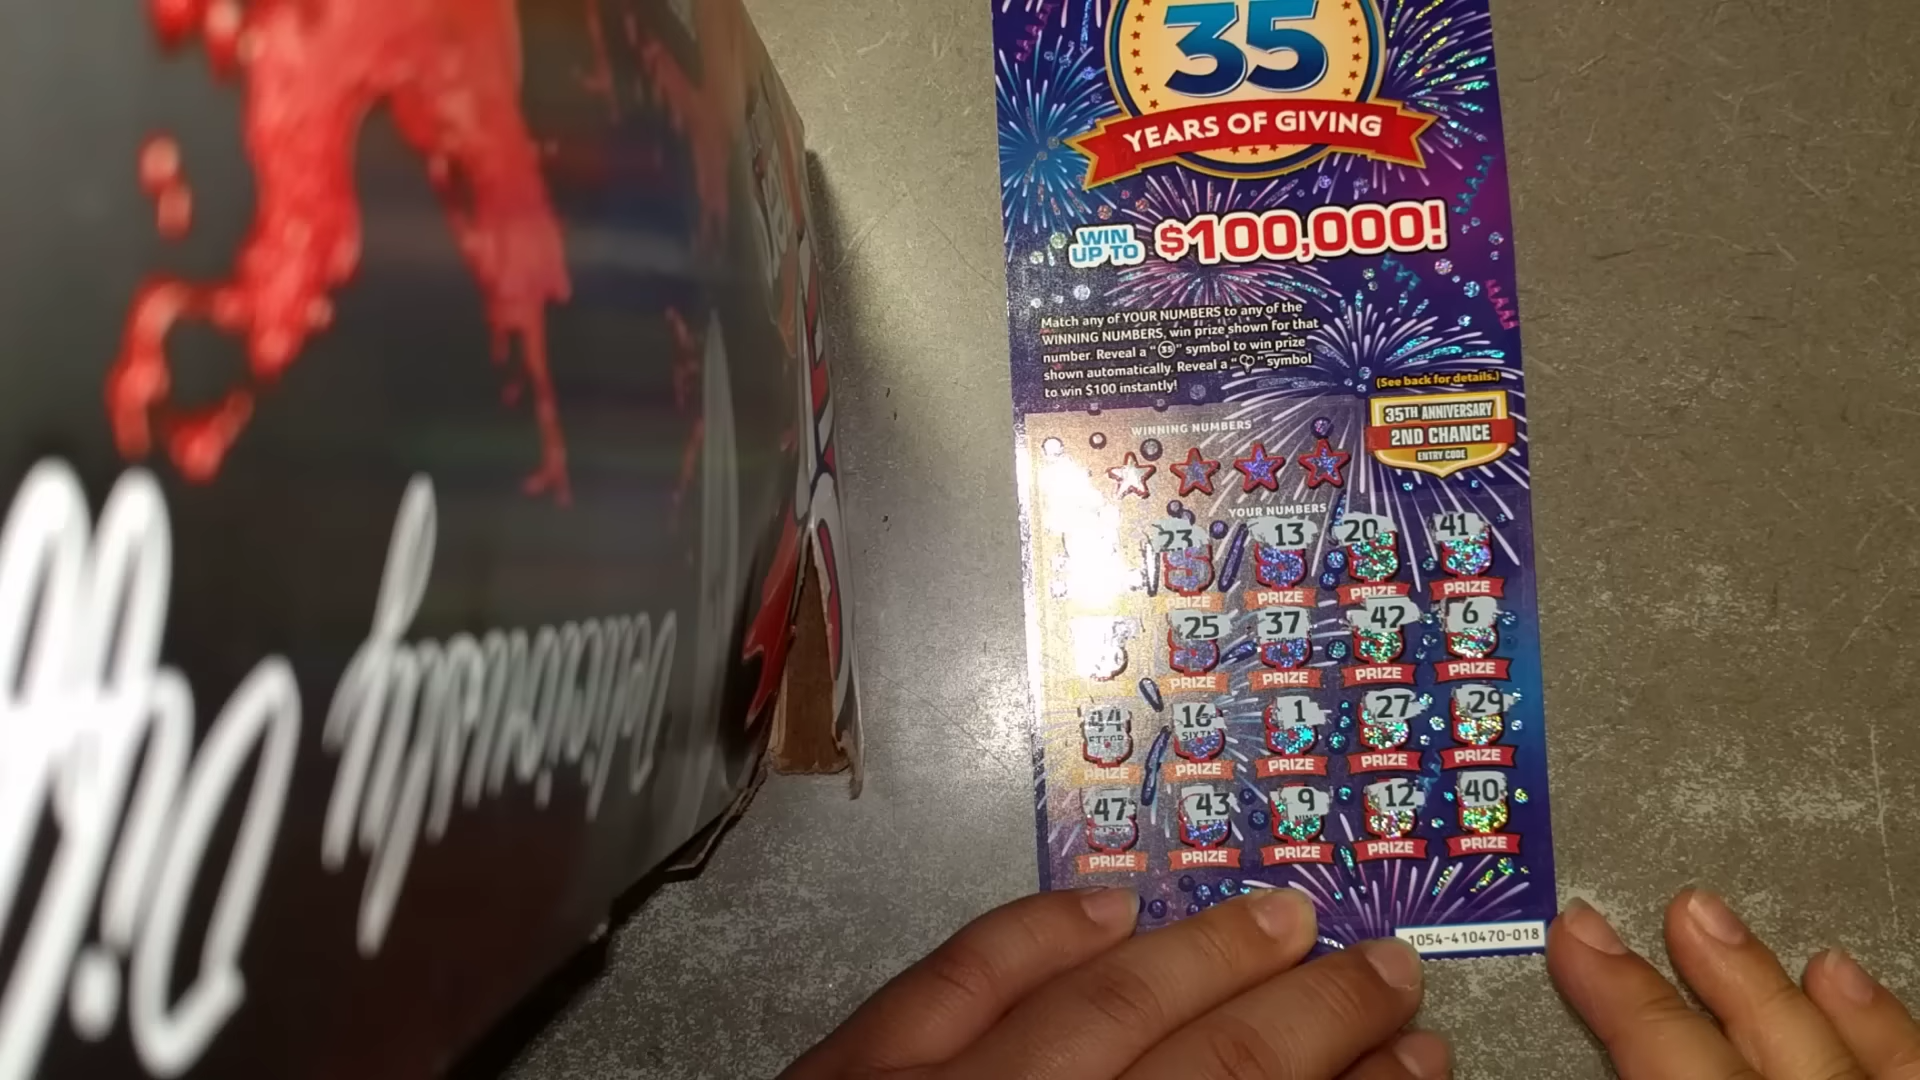 Diff
Deliciously
35
YEARS OF GIVING
WIN
UP TO
$100,000!
Match any of YOUR NUMBERS to any of the
WINNING NUMBERS, win prize shown for that
number. Reveal a "35" symbol to win prize
shown automatically. Reveal a " " symbol
to win $100 instantly!
(See back for details.)
35TH ANNIVERSARY
2ND CHANCE
ENTRY CODE
WINNING NUMBERS
YOUR NUMBERS
23 13 20 41
PRIZE PRIZE PRIZE PRIZE
25 37 42 6
PRIZE PRIZE PRIZE PRIZE
44 16 1 27 29
PRIZE PRIZE PRIZE PRIZE PRIZE
47 43 9 12 40
PRIZE PRIZE PRIZE PRIZE PRIZE
1054-410470-018